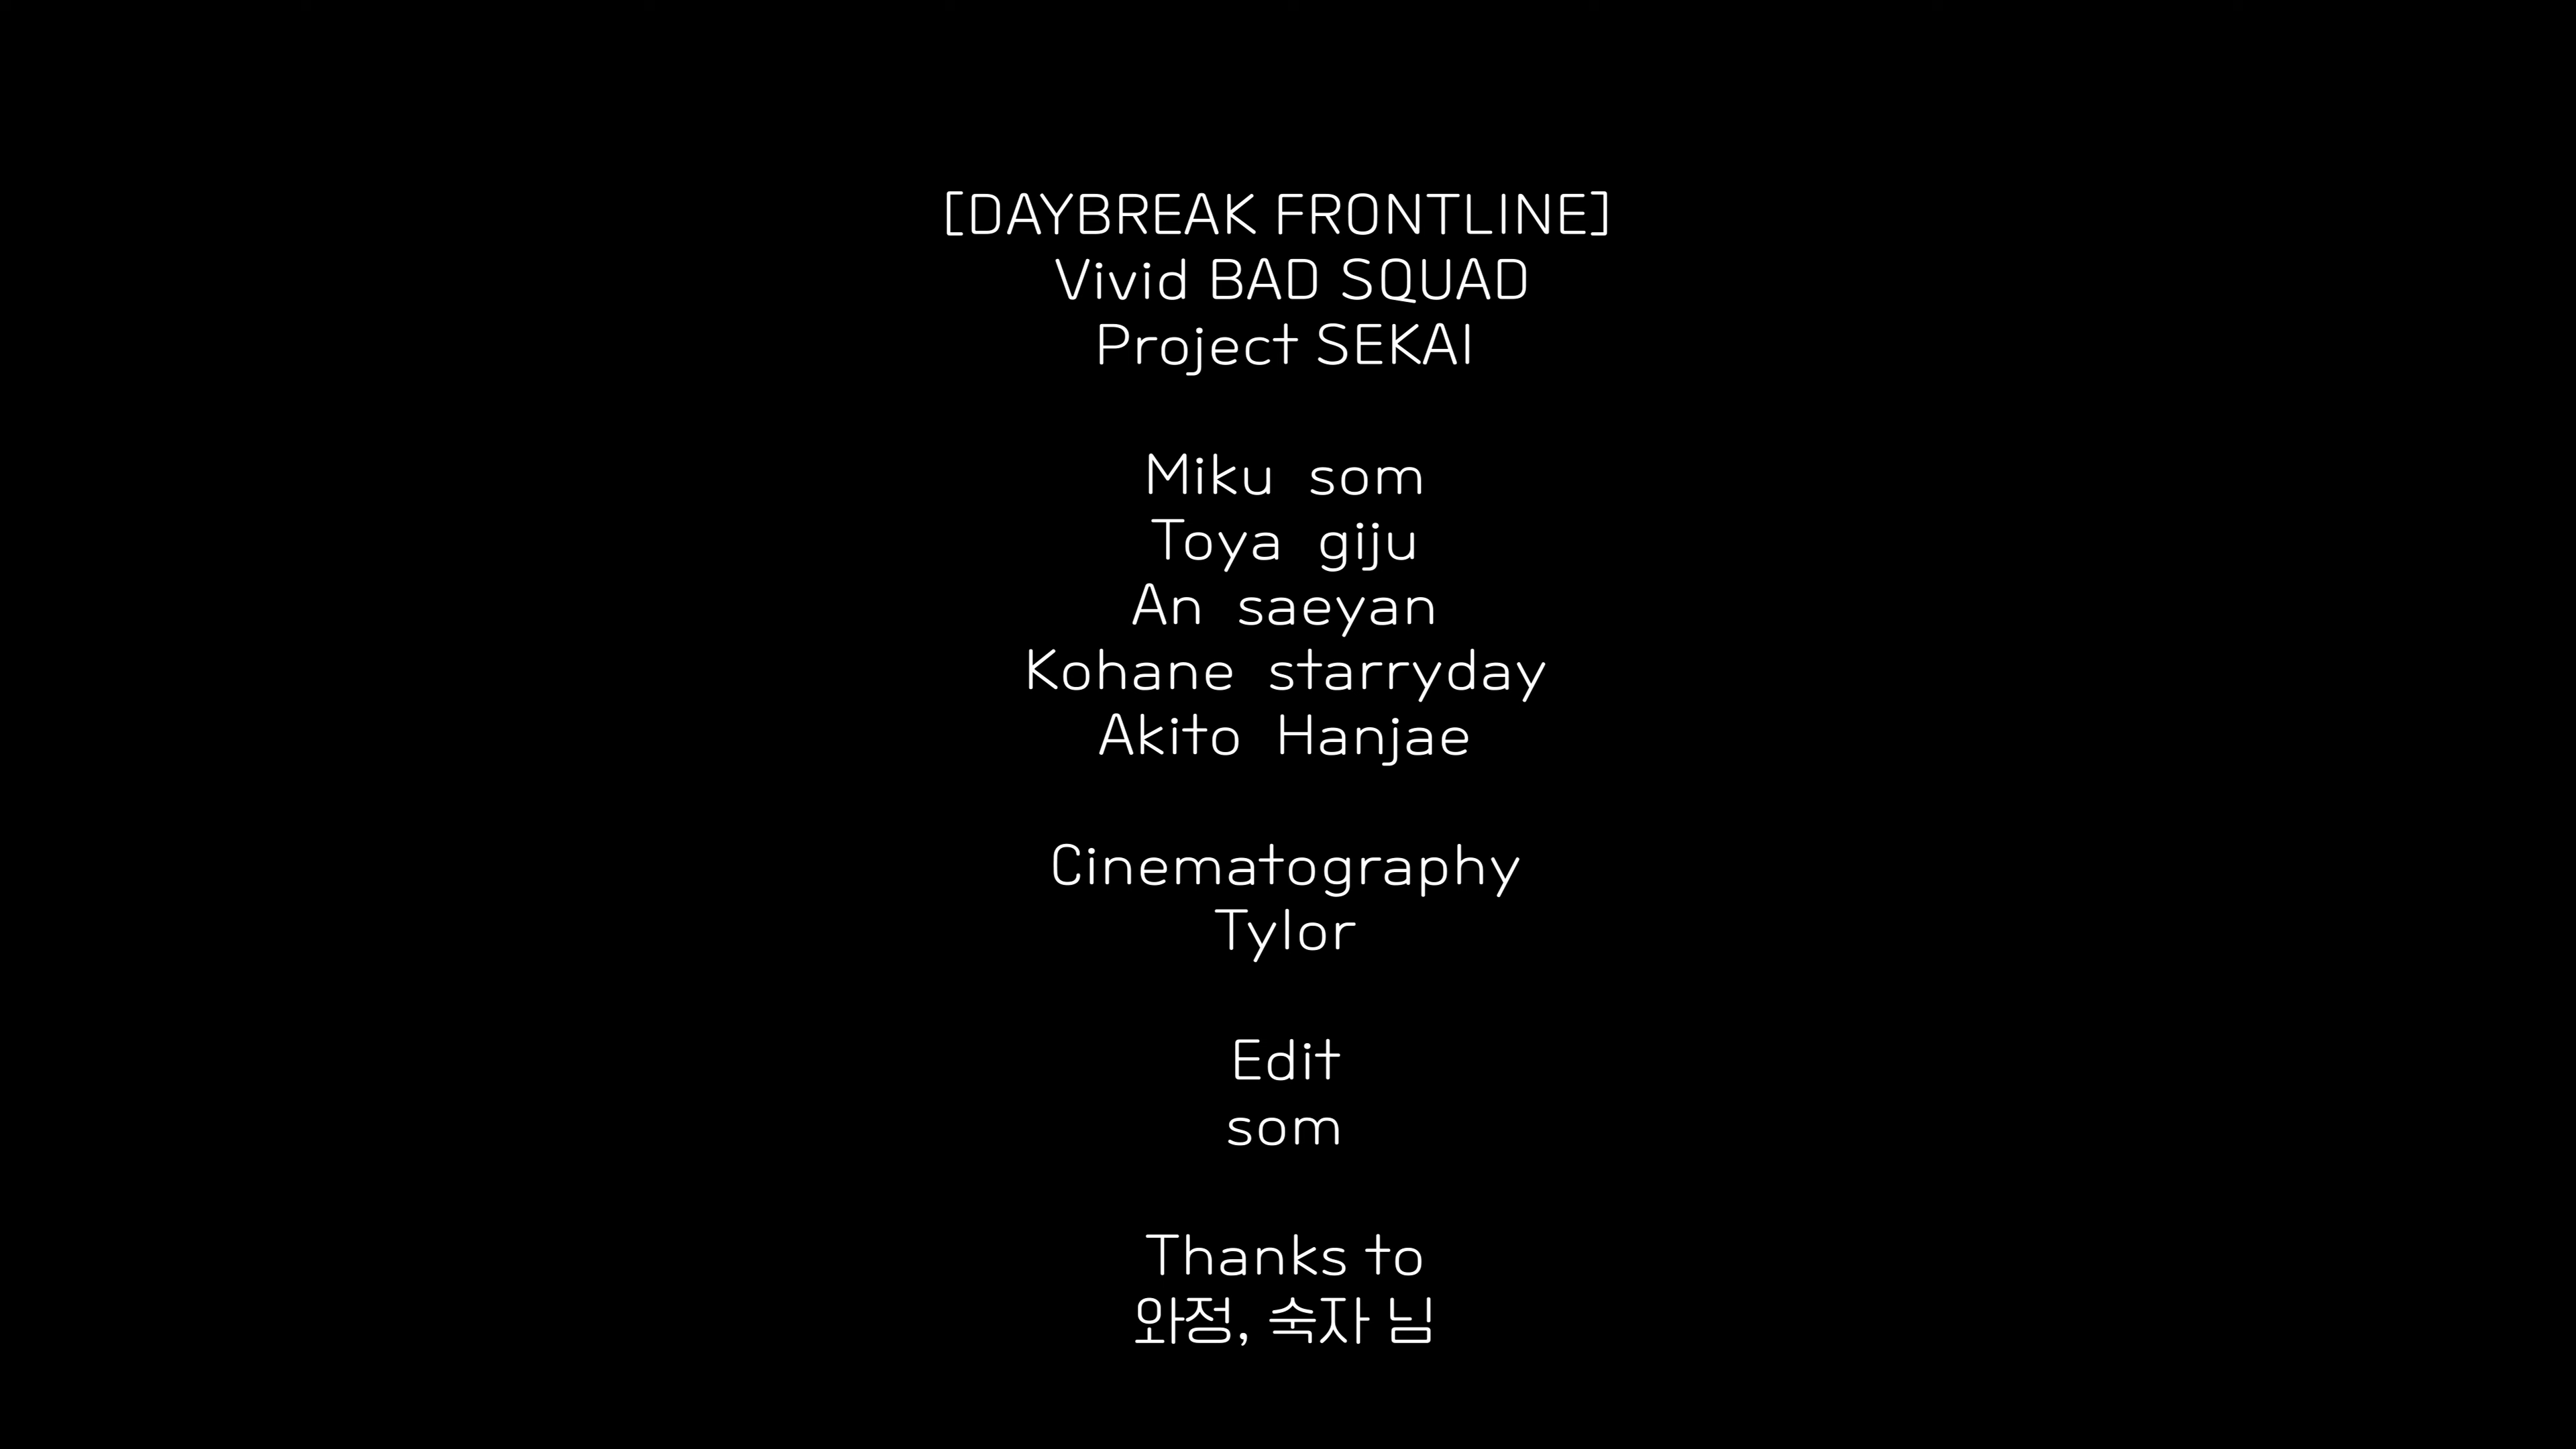 [DAYBREAK FRONTLINE]
Vivid BAD SQUAD
Project SEKAI
Miku som
Toya giju
An saeyan
Kohane starryday
Akito Hanjae
Cinematography
Tylor
Edit
som
Thanks to
와정, 숙자 님